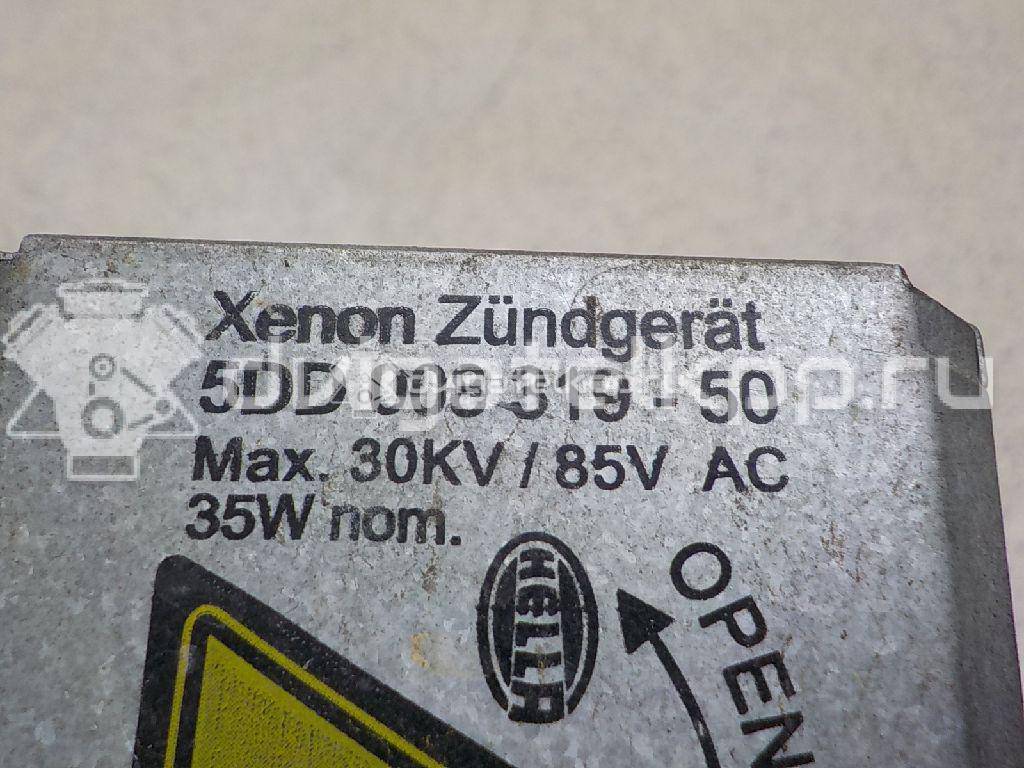 Xenon Zündgerät
5DD 008 319 - 50
Max. 30KV / 85V AC
35W nom.
HELLA
OPEN